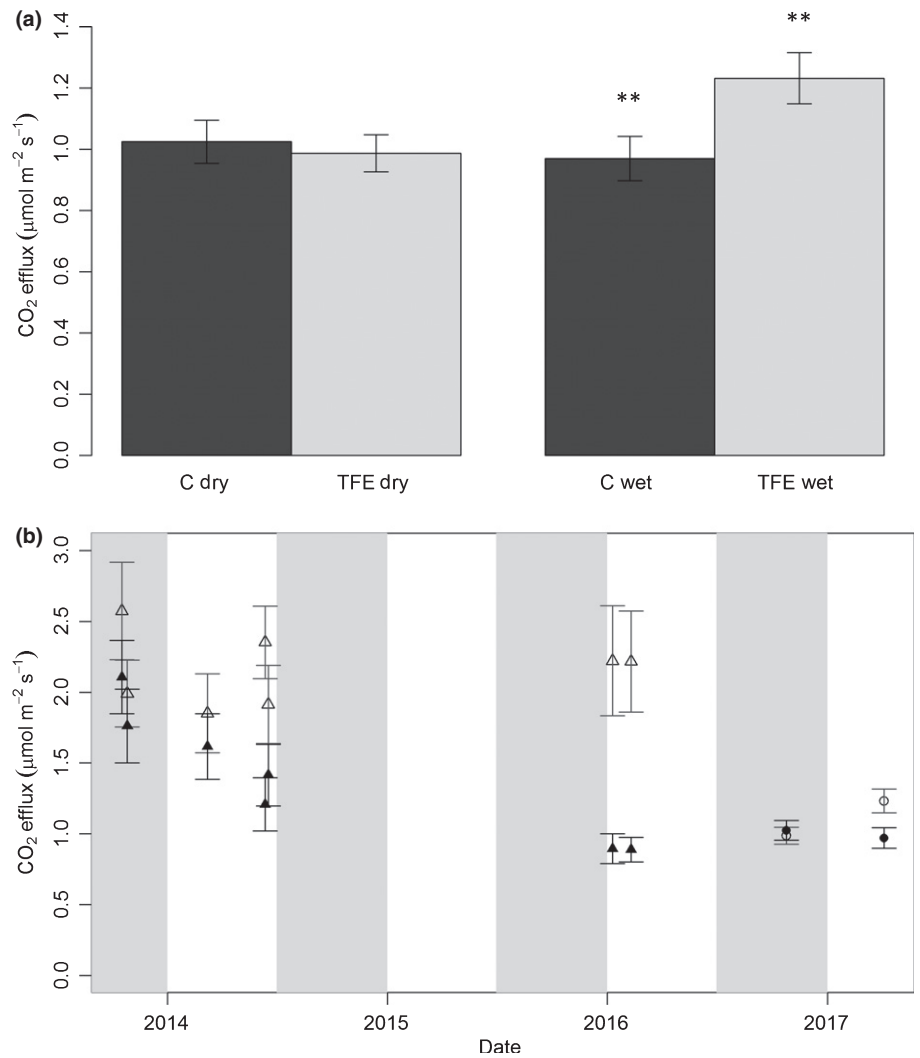 (a)
CO₂ efflux (μmol m⁻² s⁻¹)
1.4
1.2
1.0
0.8
0.6
0.4
0.2
0.0
**
**
C dry
TFE dry
C wet
TFE wet
(b)
CO₂ efflux (μmol m⁻² s⁻¹)
3.0
2.5
2.0
1.5
1.0
0.5
0.0
2014
2015
2016
2017
Date